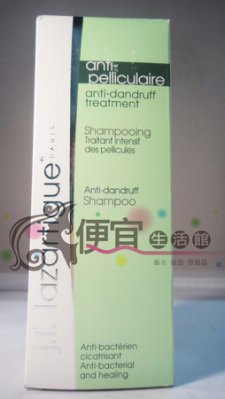 anti-
pelliculaire
anti-dandruff
treatment
Shampooing
Traitant intensif
des pellicules
Anti-dandruff
Shampoo
j.f. lazartigue
PARIS
便宜生活館
Anti-bactérien
cicatrisant
Anti-bacterial
and healing